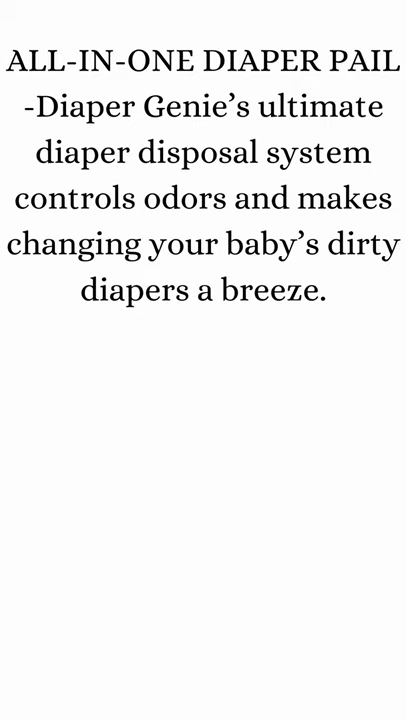 ALL-IN-ONE DIAPER PAIL
-Diaper Genie’s ultimate
diaper disposal system
controls odors and makes
changing your baby’s dirty
diapers a breeze.